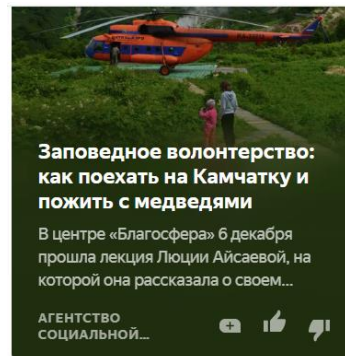 Заповедное волонтерство:
как поехать на Камчатку и
пожить с медведями
В центре «Благосфера» 6 декабря
прошла лекция Люции Айсаевой, на
которой она рассказала о своем...
АГЕНТСТВО
СОЦИАЛЬНОЙ...